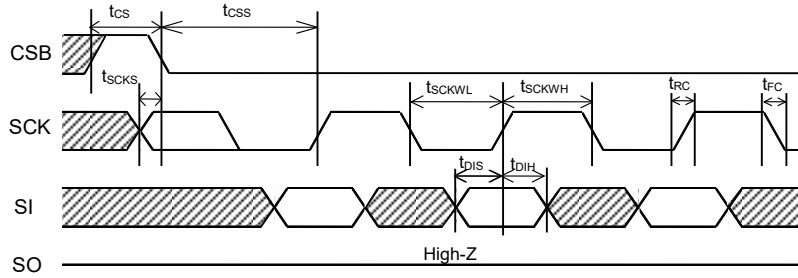 tCS
tCSS
CSB
tSCKS
tSCKWL
tSCKWH
tRC
tFC
SCK
tDIS
tDIH
SI
High-Z
SO